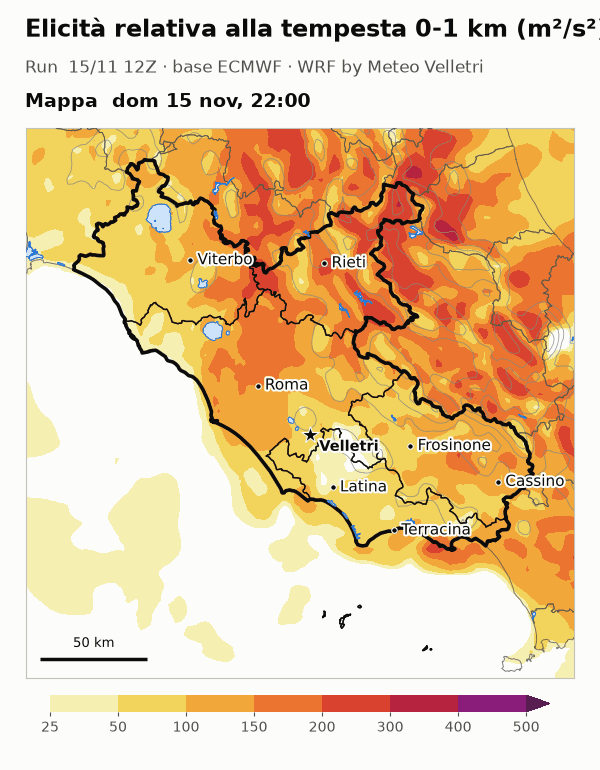 Elicità relativa alla tempesta 0-1 km (m²/s²)
Run 15/11 12Z · base ECMWF · WRF by Meteo Velletri
Mappa dom 15 nov, 22:00
Viterbo
Rieti
Roma
Velletri
Frosinone
Cassino
Latina
Terracina
50 km
25 50 100 150 200 300 400 500